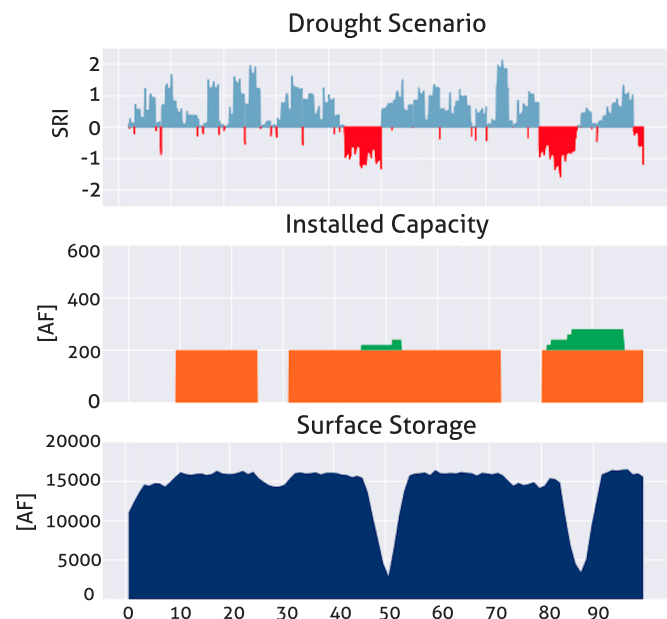 Drought Scenario
2
1
0
-1
-2
SRI
Installed Capacity
600
400
200
0
[AF]
Surface Storage
20000
15000
10000
5000
0
[AF]
0 10 20 30 40 50 60 70 80 90